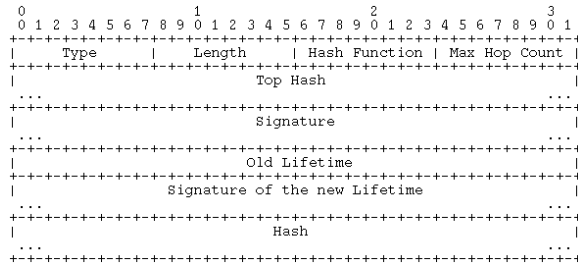 0                   1                   2                   3
 0 1 2 3 4 5 6 7 8 9 0 1 2 3 4 5 6 7 8 9 0 1 2 3 4 5 6 7 8 9 0 1
+-+-+-+-+-+-+-+-+-+-+-+-+-+-+-+-+-+-+-+-+-+-+-+-+-+-+-+-+-+-+-+-+
|     Type      |    Length     | Hash Function | Max Hop Count |
+-+-+-+-+-+-+-+-+-+-+-+-+-+-+-+-+-+-+-+-+-+-+-+-+-+-+-+-+-+-+-+-+
|                           Top Hash                            |
 ...                                                         ...
+-+-+-+-+-+-+-+-+-+-+-+-+-+-+-+-+-+-+-+-+-+-+-+-+-+-+-+-+-+-+-+-+
|                           Signature                           |
 ...                                                         ...
+-+-+-+-+-+-+-+-+-+-+-+-+-+-+-+-+-+-+-+-+-+-+-+-+-+-+-+-+-+-+-+-+
|                          Old Lifetime                         |
+-+-+-+-+-+-+-+-+-+-+-+-+-+-+-+-+-+-+-+-+-+-+-+-+-+-+-+-+-+-+-+-+
|                 Signature of the new Lifetime                 |
 ...                                                         ...
+-+-+-+-+-+-+-+-+-+-+-+-+-+-+-+-+-+-+-+-+-+-+-+-+-+-+-+-+-+-+-+-+
|                             Hash                              |
 ...                                                         ...
+-+-+-+-+-+-+-+-+-+-+-+-+-+-+-+-+-+-+-+-+-+-+-+-+-+-+-+-+-+-+-+-+